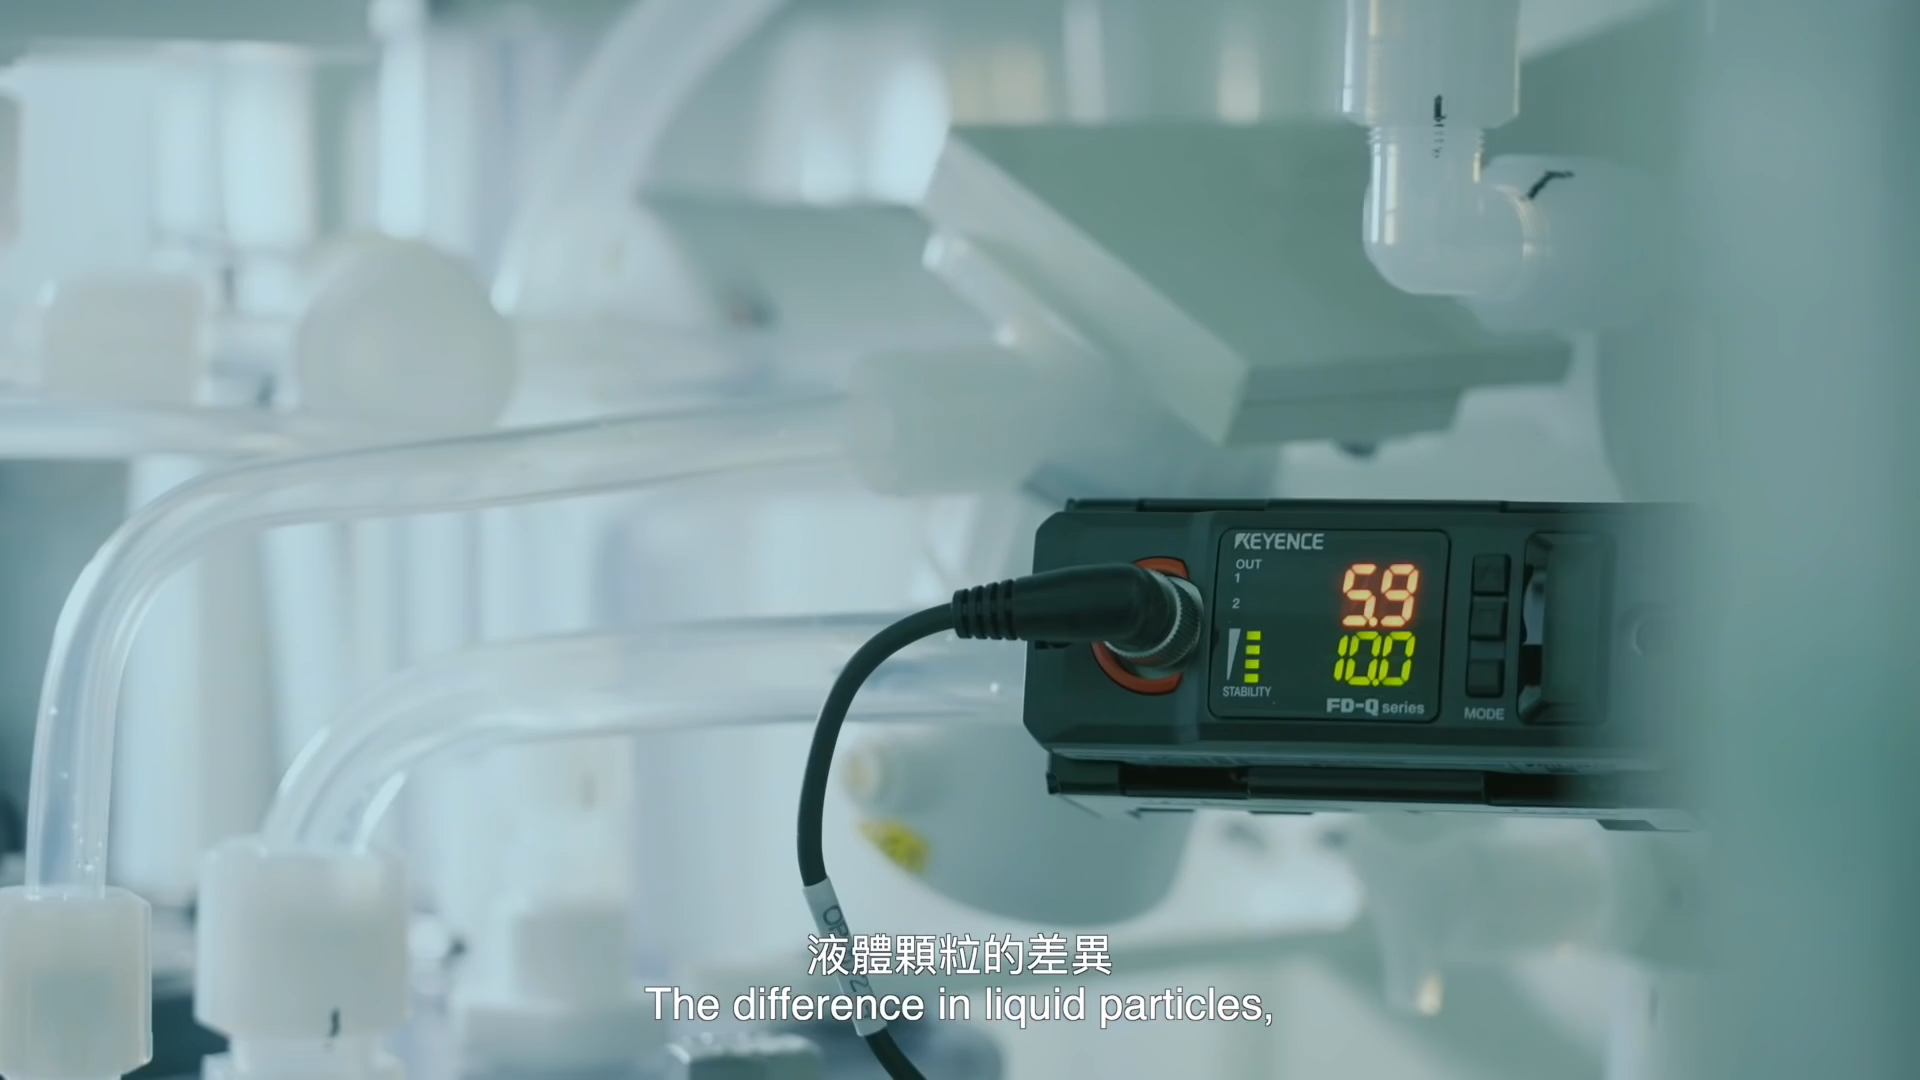 KEYENCE
OUT
1
2
5.9
10.0
STABILITY
FD-Q series
MODE
液體顆粒的差異
The difference in liquid particles,